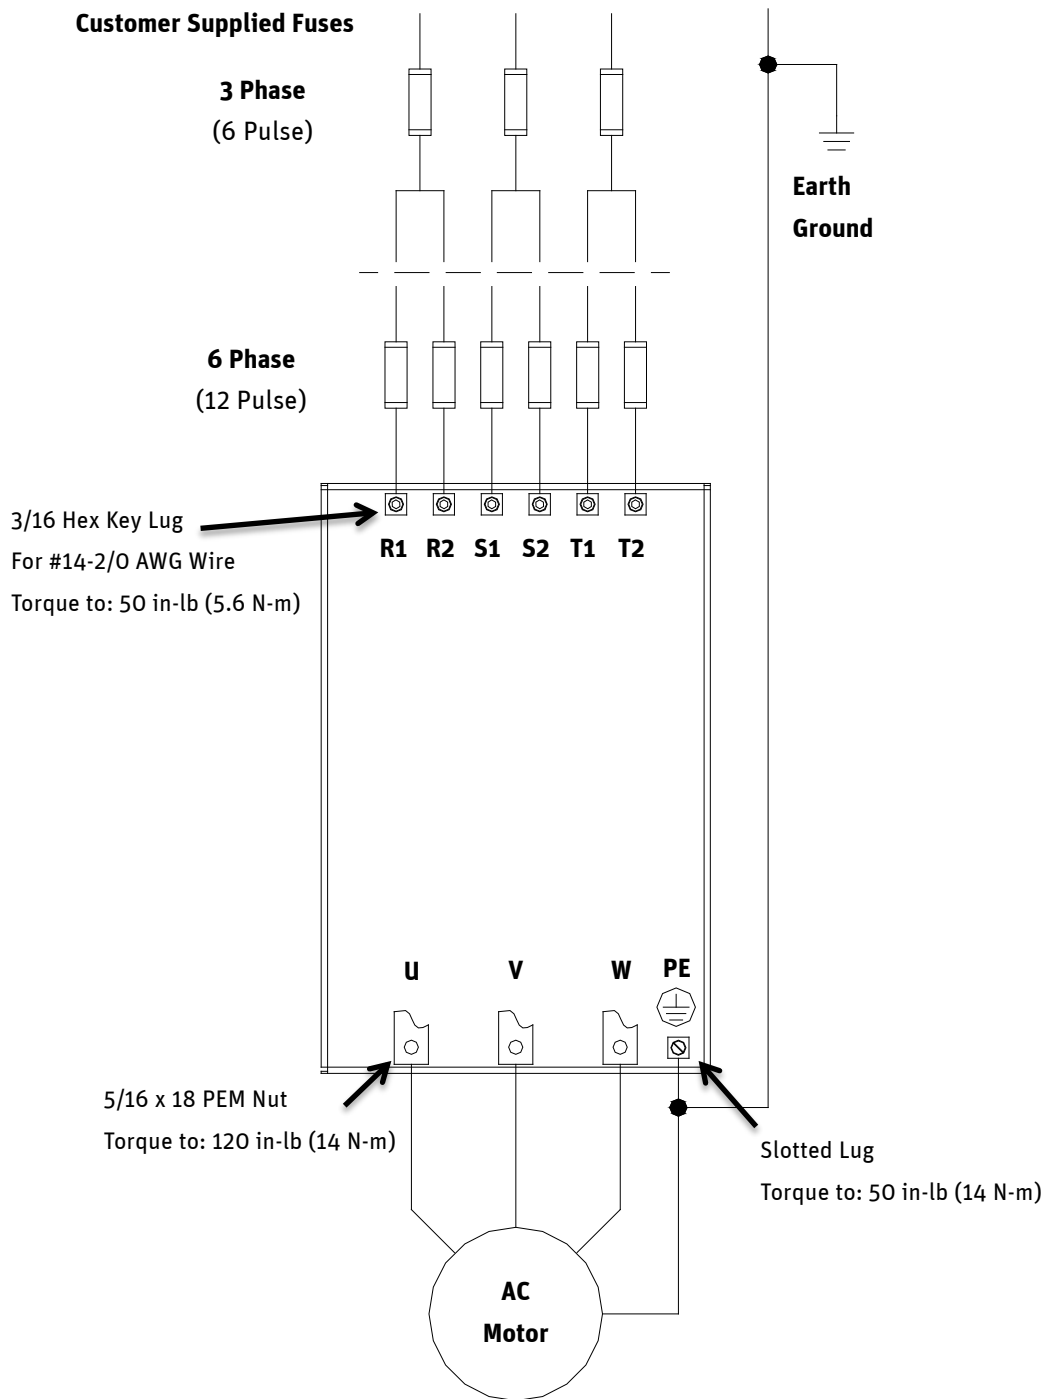 Customer Supplied Fuses
3 Phase
(6 Pulse)
Earth
Ground
6 Phase
(12 Pulse)
3/16 Hex Key Lug
For #14-2/0 AWG Wire
Torque to: 50 in-lb (5.6 N-m)
R1 R2 S1 S2 T1 T2
U V W PE
5/16 x 18 PEM Nut
Torque to: 120 in-lb (14 N-m)
Slotted Lug
Torque to: 50 in-lb (14 N-m)
AC
Motor